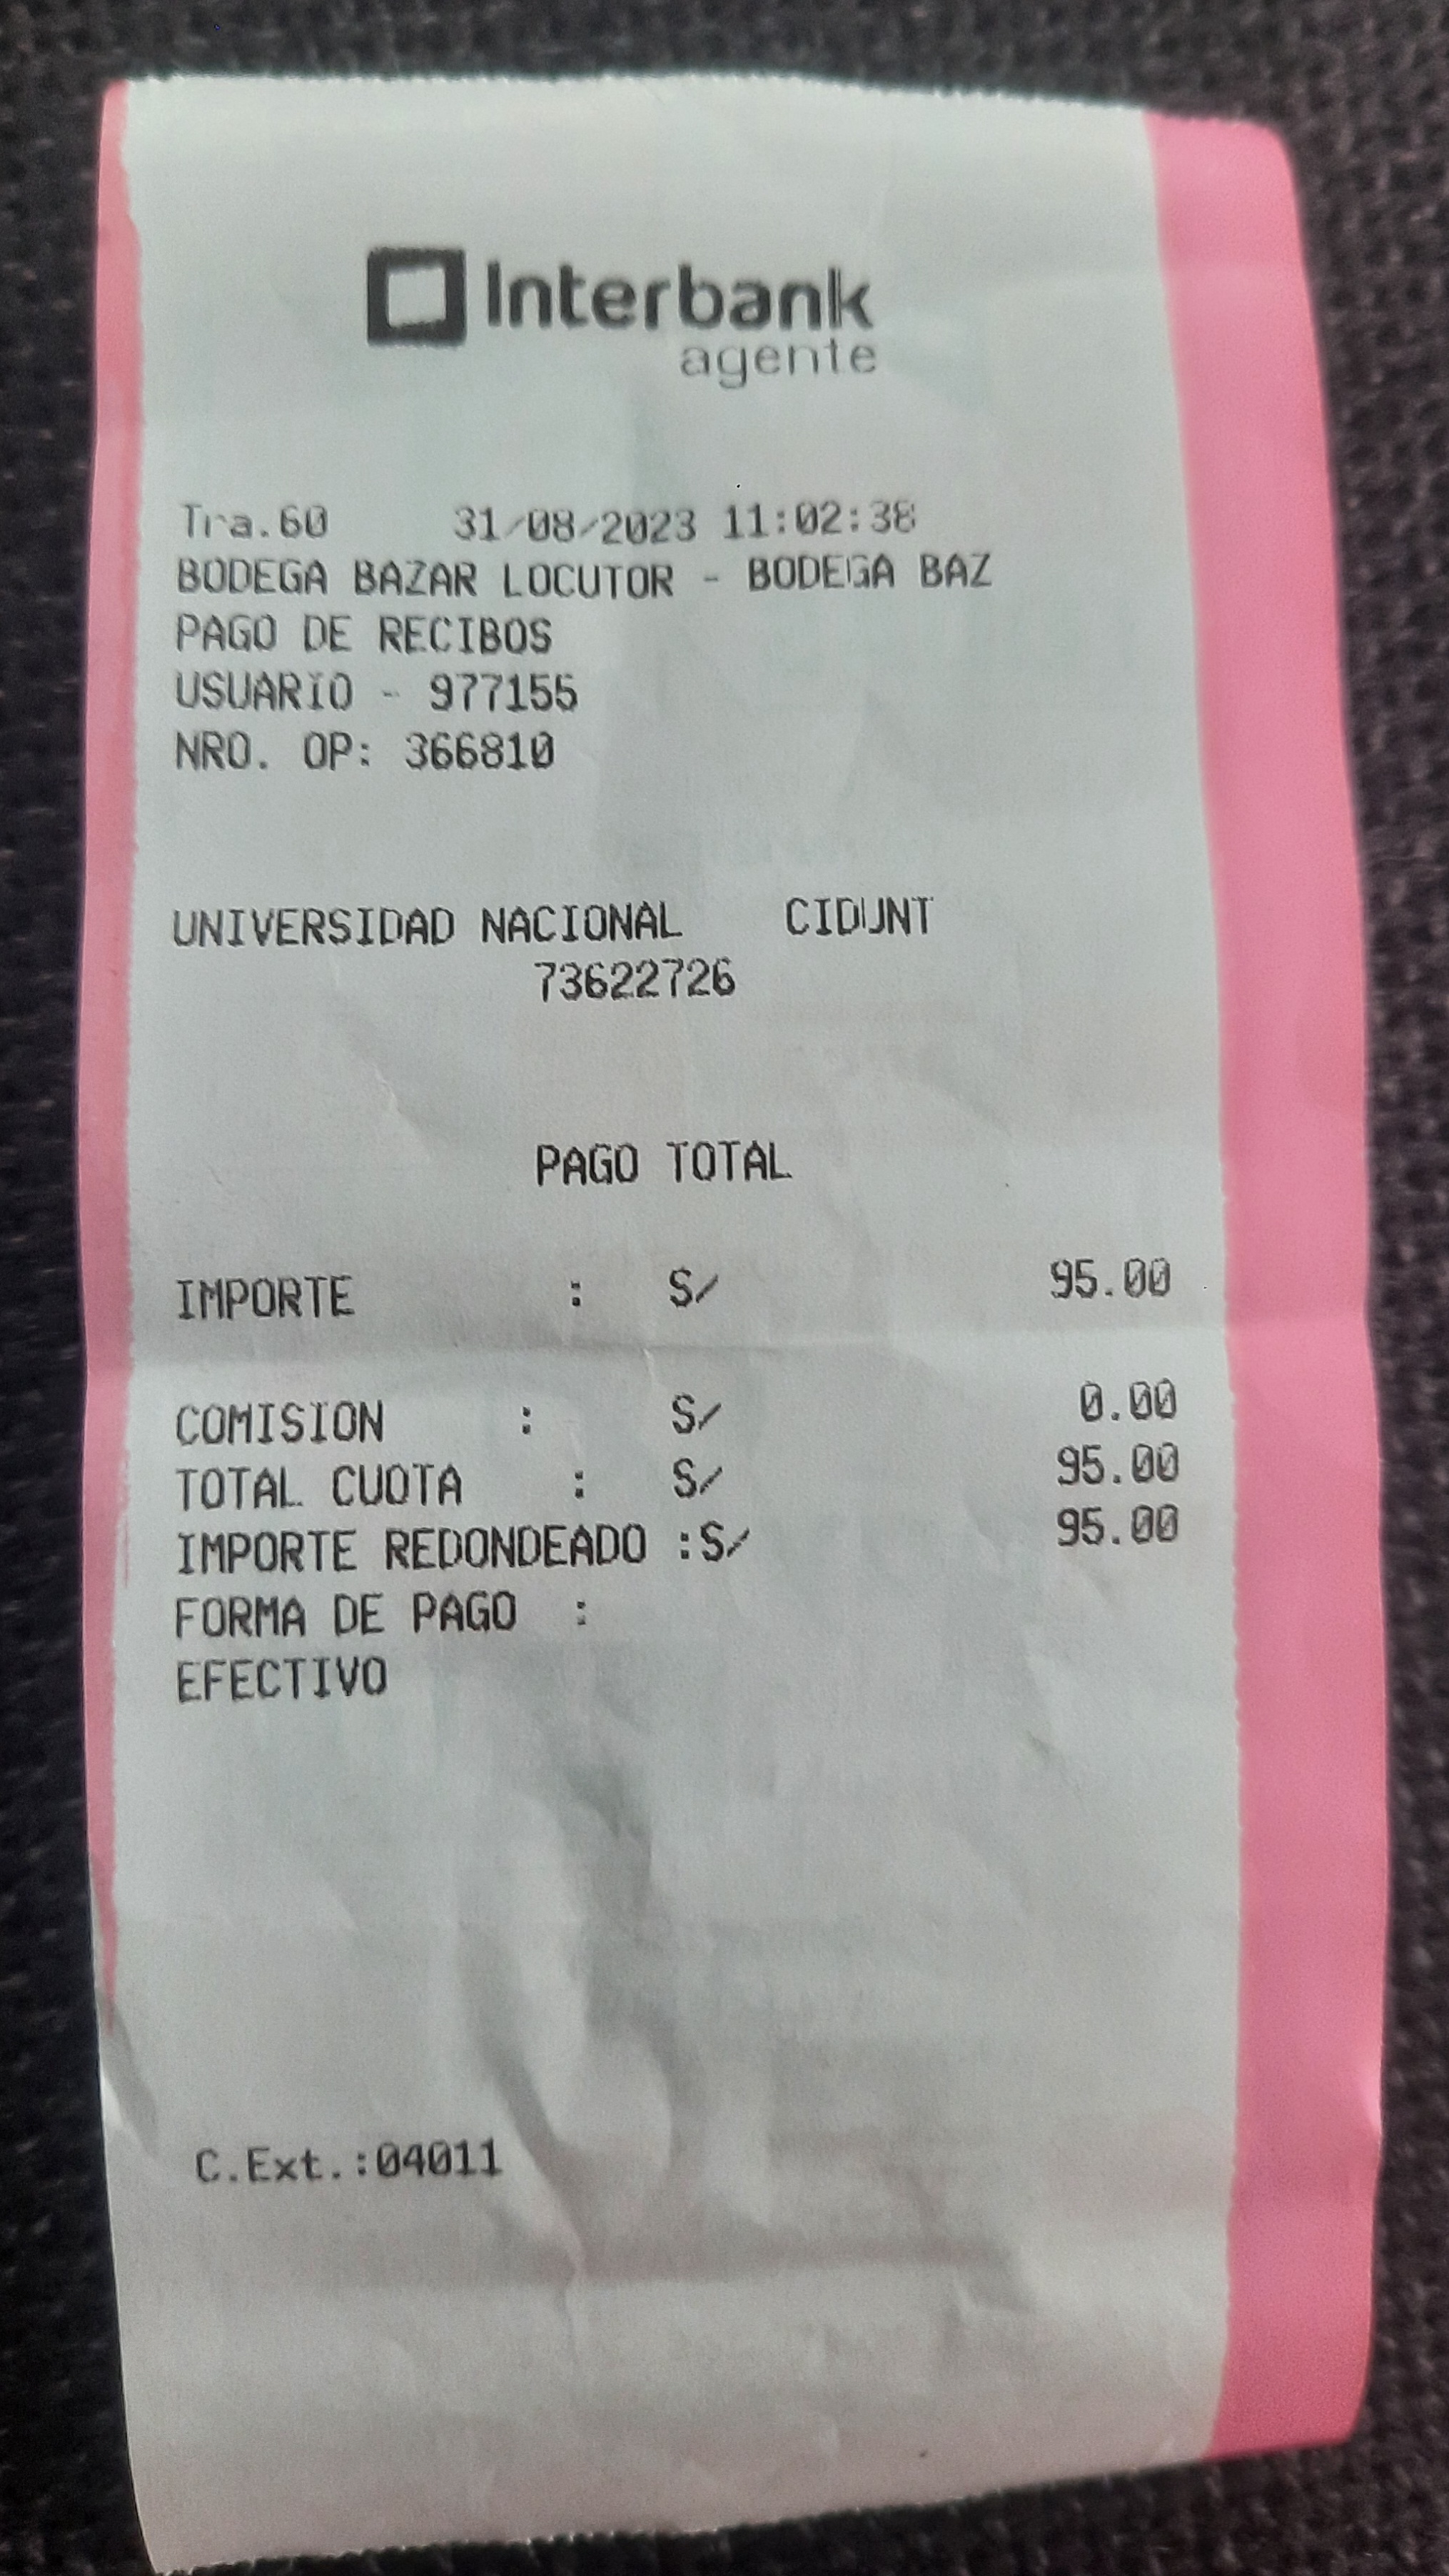 Interbank
agente
Tra.60 31/08/2023 11:02:38
BODEGA BAZAR LOCUTOR - BODEGA BAZ
PAGO DE RECIBOS
USUARIO - 977155
NRO. OP: 366810
UNIVERSIDAD NACIONAL CIDUNT
73622726
PAGO TOTAL
IMPORTE : S/ 95.00
COMISION : S/ 0.00
TOTAL CUOTA : S/ 95.00
IMPORTE REDONDEADO :S/ 95.00
FORMA DE PAGO :
EFECTIVO
C.Ext.:04011